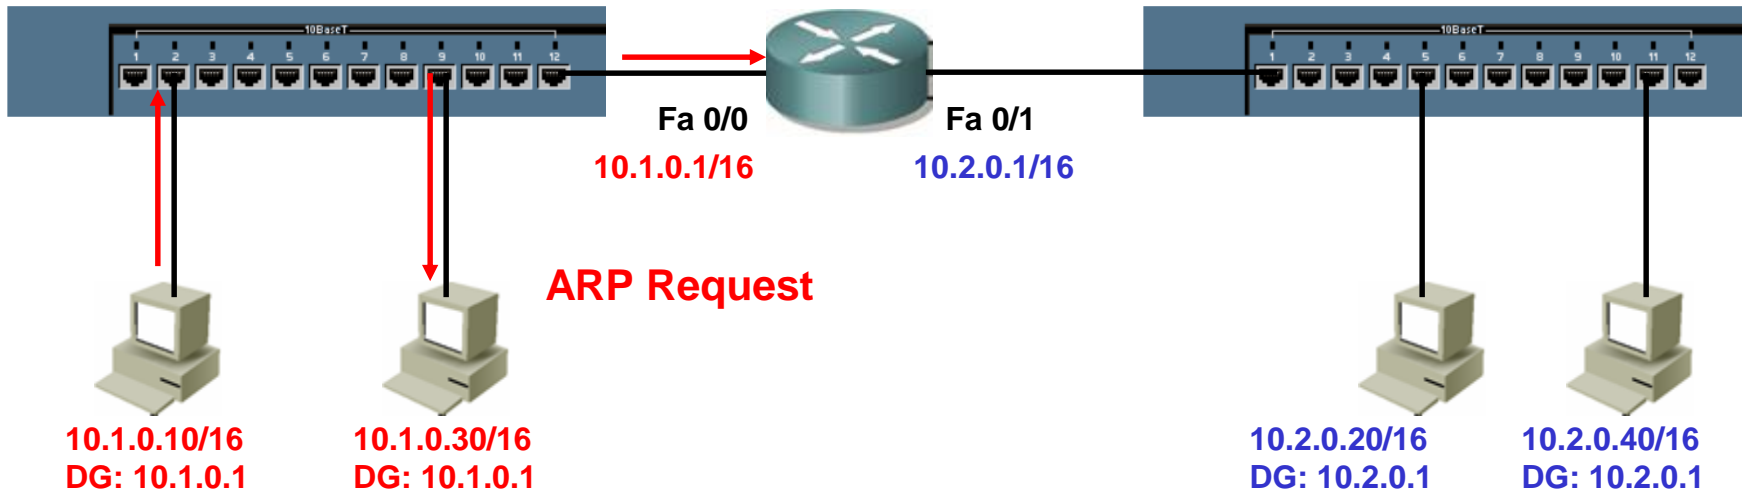 10BaseT
1 2 3 4 5 6 7 8 9 10 11 12
10BaseT
1 2 3 4 5 6 7 8 9 10 11 12
Fa 0/0
Fa 0/1
10.1.0.1/16
10.2.0.1/16
ARP Request
10.1.0.10/16
DG: 10.1.0.1
10.1.0.30/16
DG: 10.1.0.1
10.2.0.20/16
DG: 10.2.0.1
10.2.0.40/16
DG: 10.2.0.1